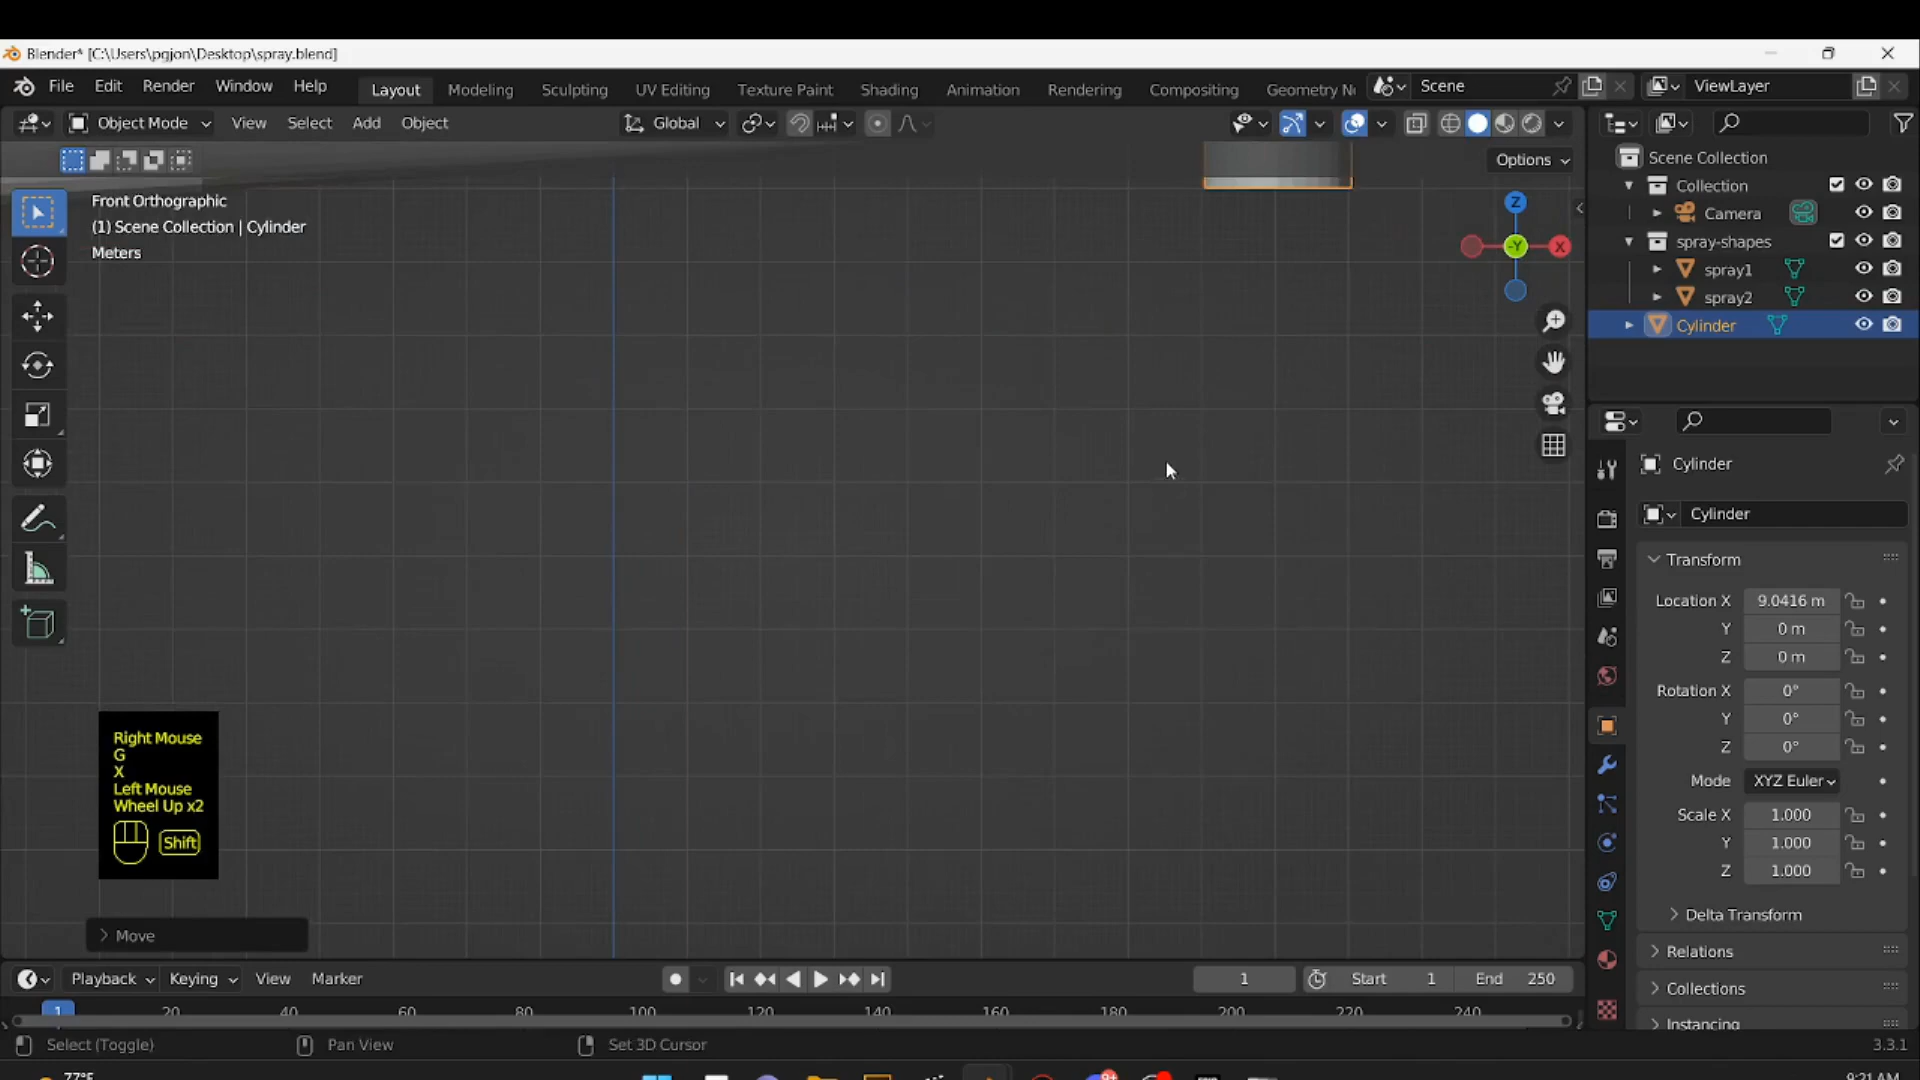 Blender* [C:\Users\pgjon\Desktop\spray.blend]
File Edit Render Window Help Layout Modeling Sculpting UV Editing Texture Paint Shading Animation Rendering Compositing Geometry No Scene ViewLayer
Object Mode View Select Add Object Global
Options
Front Orthographic
(1) Scene Collection | Cylinder
Meters
Z
-Y
X
Scene Collection
Collection
Camera
spray-shapes
spray1
spray2
Cylinder
Cylinder
Cylinder
Transform
Location X 9.0416 m
Y 0 m
Z 0 m
Rotation X 0°
Y 0°
Z 0°
Mode XYZ Euler
Scale X 1.000
Y 1.000
Z 1.000
Delta Transform
Relations
Collections
Instancing
Right Mouse
G
X
Left Mouse
Wheel Up x2
Shift
Move
Playback Keying View Marker 1 Start 1 End 250
1 20 40 60 80 100 120 140 160 180 200 220 240
Select (Toggle) Pan View Set 3D Cursor 3.3.1
77°F 9:21 AM